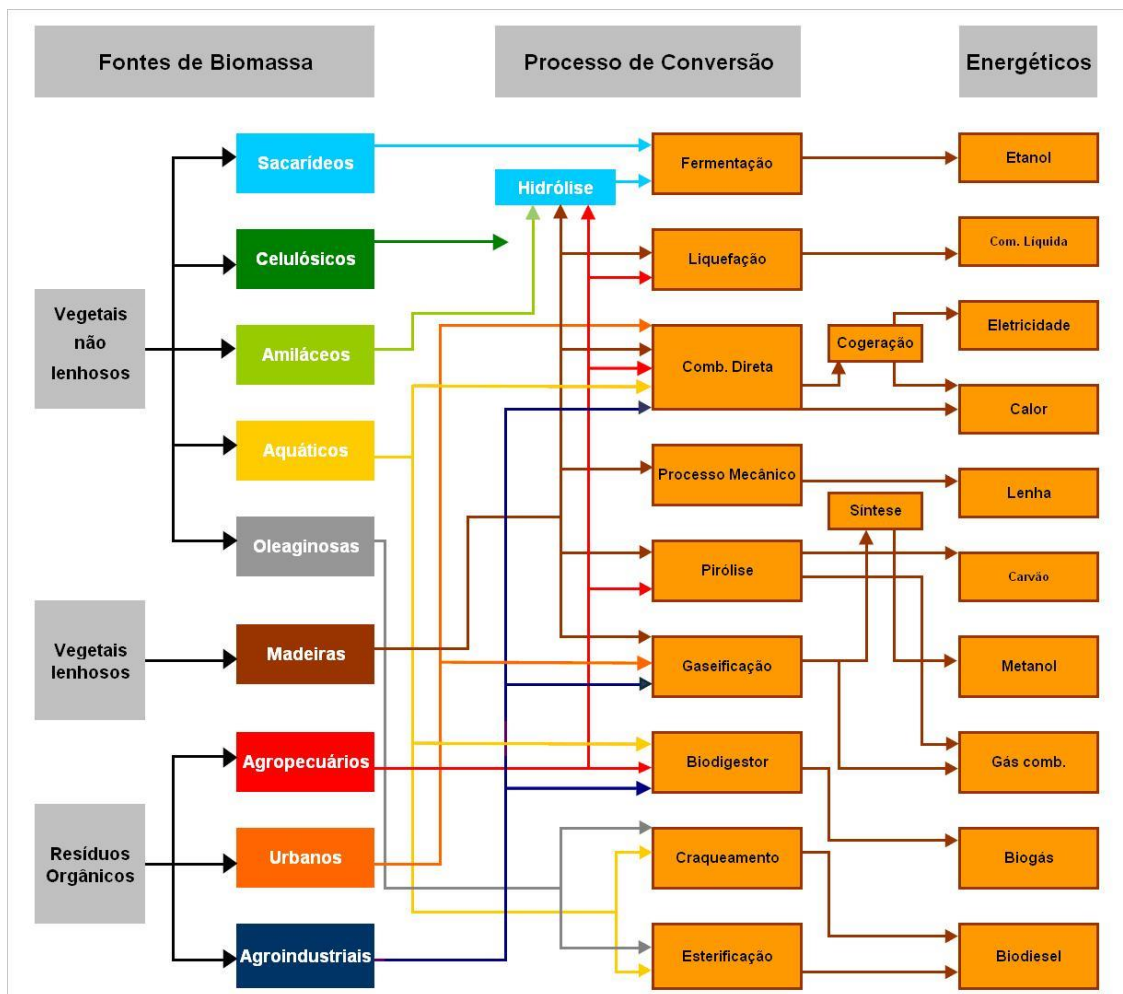 Fontes de Biomassa
Processo de Conversão
Energéticos
Sacarídeos
Celulósicos
Amiláceos
Aquáticos
Oleaginosas
Madeiras
Agropecuários
Urbanos
Agroindustriais
Vegetais
não
lenhosos
Vegetais
lenhosos
Resíduos
Orgânicos
Hidrólise
Fermentação
Liquefação
Comb. Direta
Processo Mecânico
Pirólise
Gaseificação
Biodigestor
Craqueamento
Esterificação
Cogeração
Síntese
Etanol
Com. Líquida
Eletricidade
Calor
Lenha
Carvão
Metanol
Gás comb.
Biogás
Biodiesel